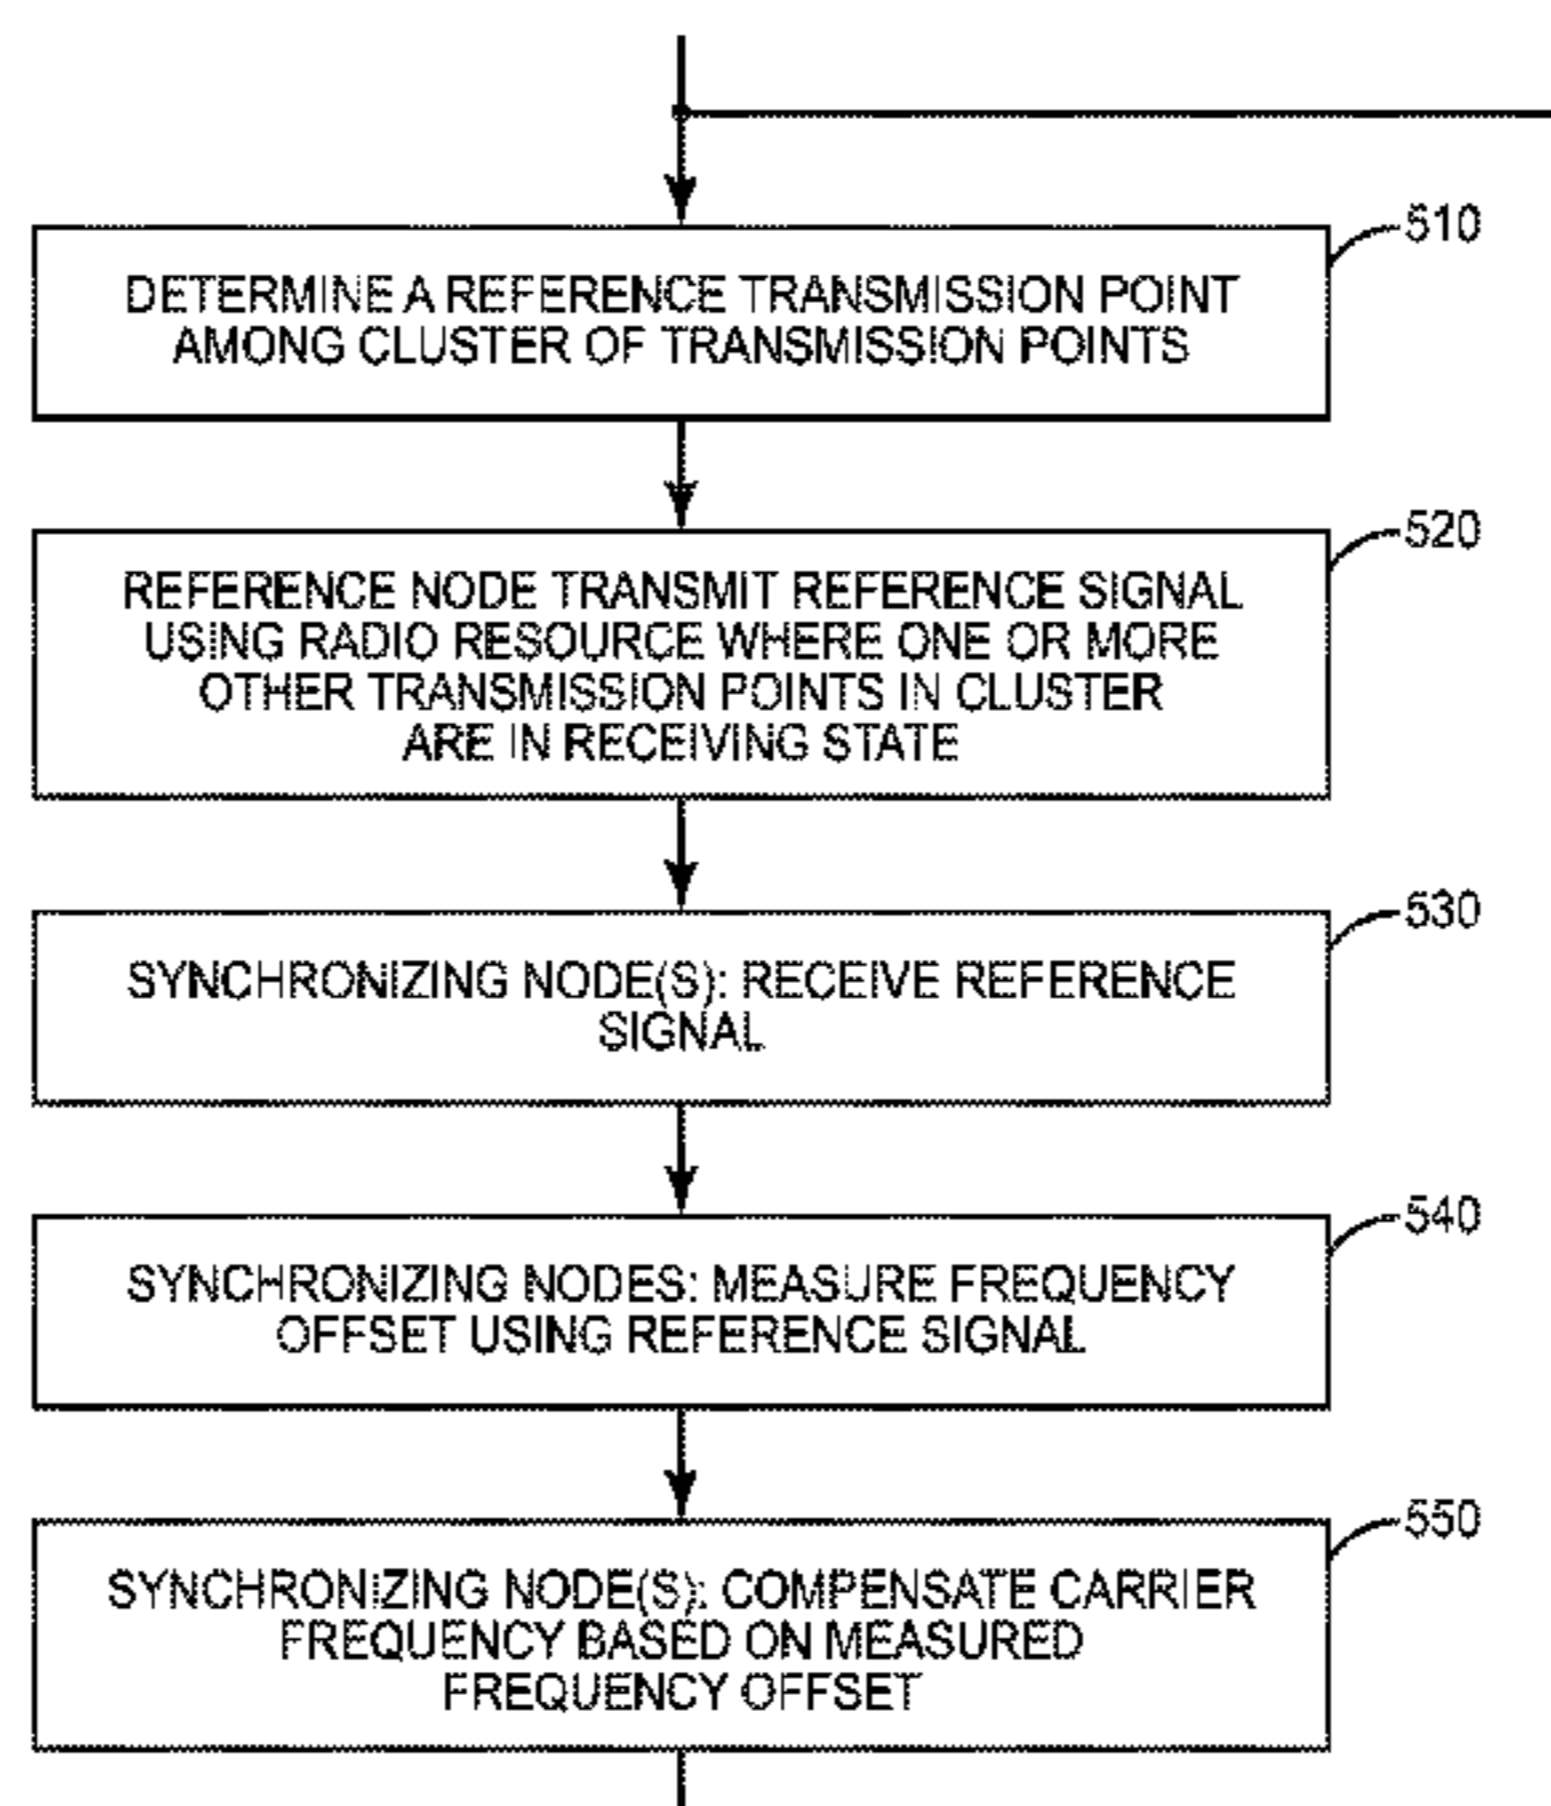 510
DETERMINE A REFERENCE TRANSMISSION POINT
AMONG CLUSTER OF TRANSMISSION POINTS
520
REFERENCE NODE TRANSMIT REFERENCE SIGNAL
USING RADIO RESOURCE WHERE ONE OR MORE
OTHER TRANSMISSION POINTS IN CLUSTER
ARE IN RECEIVING STATE
530
SYNCHRONIZING NODE(S): RECEIVE REFERENCE
SIGNAL
540
SYNCHRONIZING NODES: MEASURE FREQUENCY
OFFSET USING REFERENCE SIGNAL
550
SYNCHRONIZING NODE(S): COMPENSATE CARRIER
FREQUENCY BASED ON MEASURED
FREQUENCY OFFSET